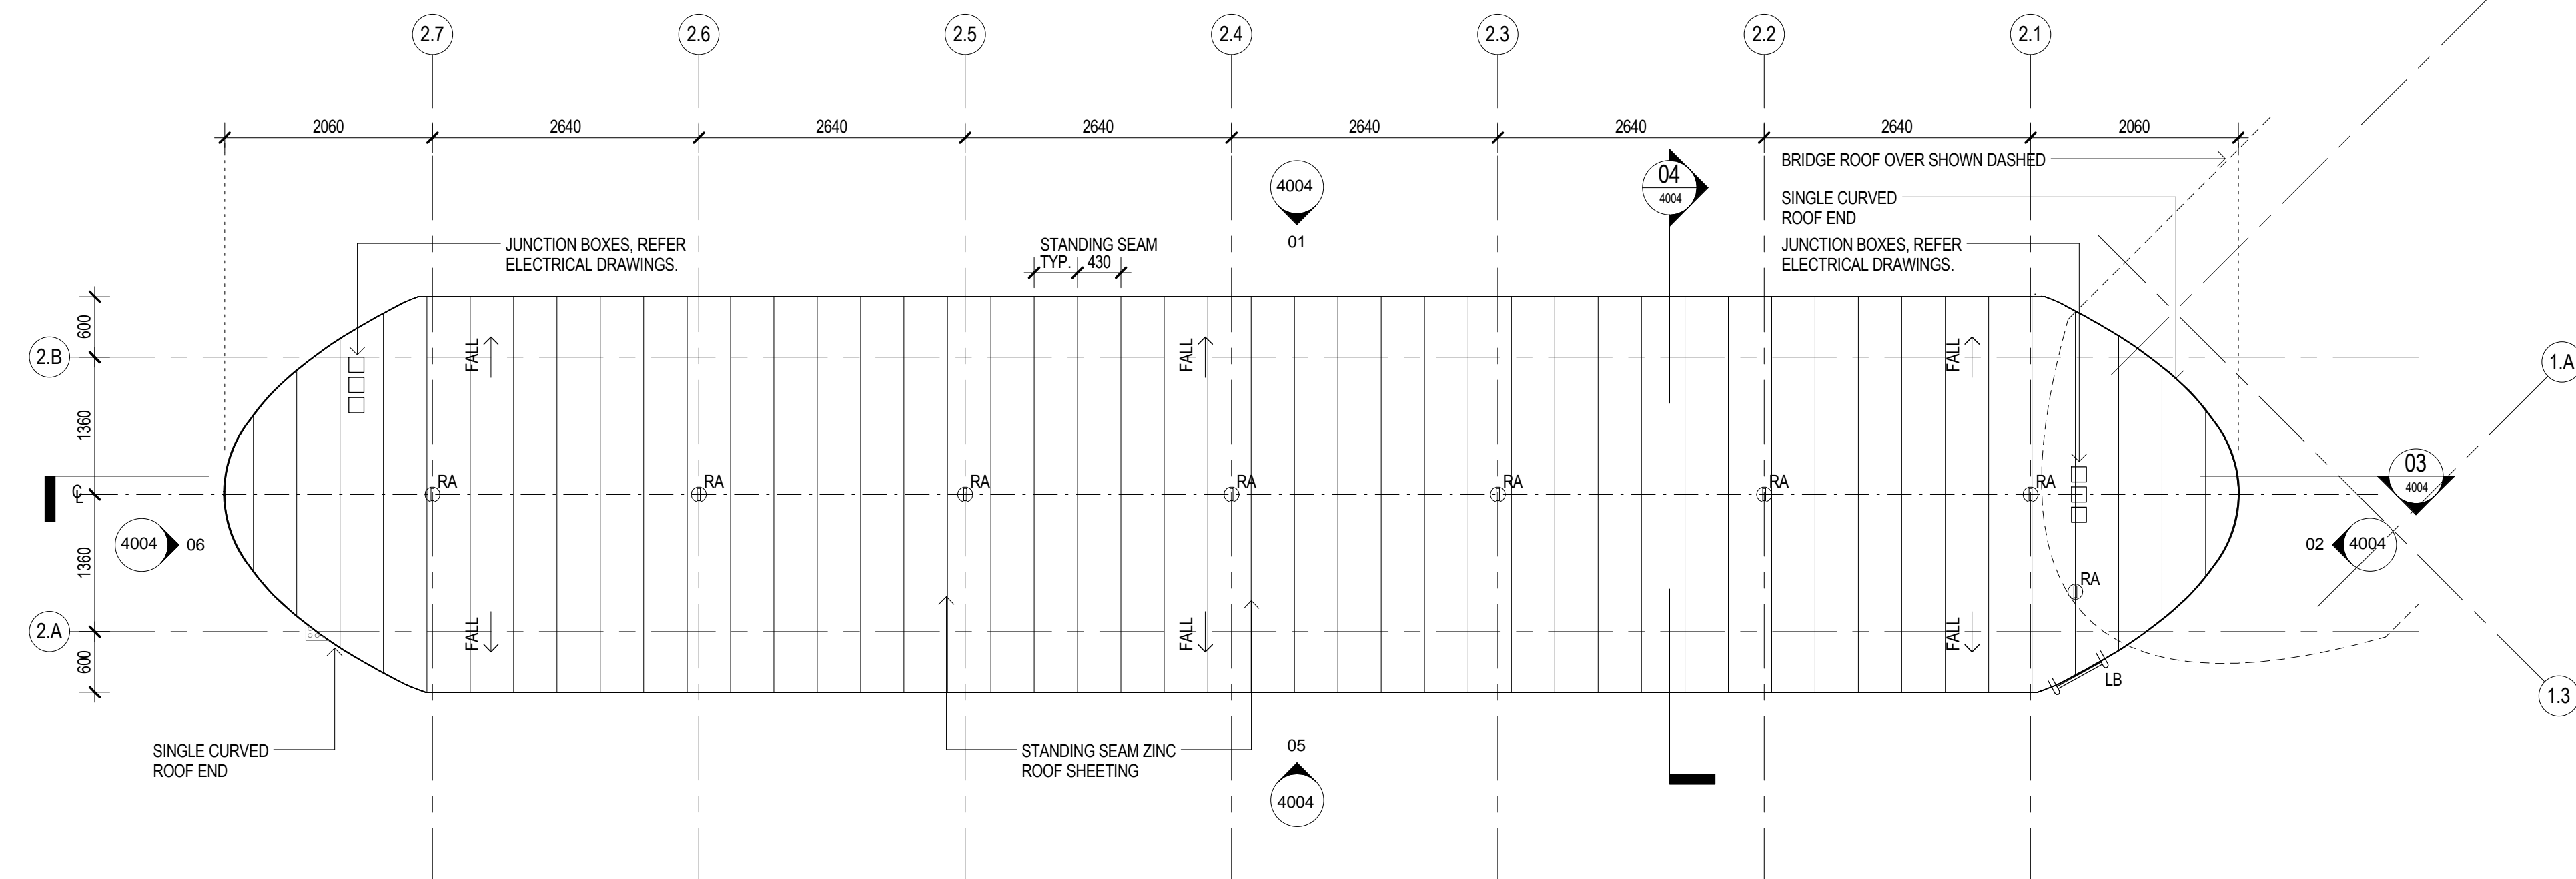 2.7
2.6
2.5
2.4
2.3
2.2
2.1
2060
2640
2640
2640
2640
2640
2640
2060
BRIDGE ROOF OVER SHOWN DASHED
4004
01
04
4004
SINGLE CURVED
ROOF END
JUNCTION BOXES, REFER
ELECTRICAL DRAWINGS.
STANDING SEAM
TYP. 430
JUNCTION BOXES, REFER
ELECTRICAL DRAWINGS.
600
2.B
FALL
FALL
FALL
1.A
1360
03
4004
RA
RA
RA
RA
RA
RA
RA
CL
4004
06
02
4004
1360
RA
2.A
FALL
FALL
FALL
600
LB
1.3
SINGLE CURVED
ROOF END
STANDING SEAM ZINC
ROOF SHEETING
05
4004